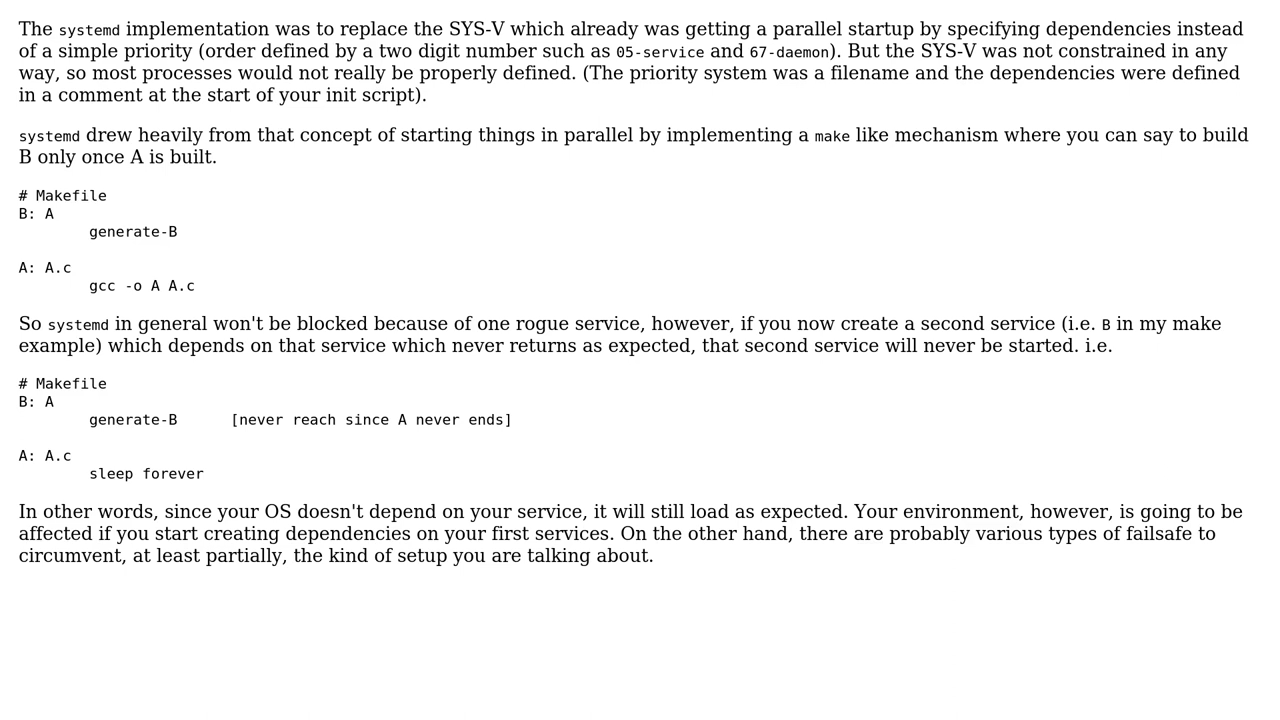 The systemd implementation was to replace the SYS-V which already was getting a parallel startup by specifying dependencies instead
of a simple priority (order defined by a two digit number such as 05-service and 67-daemon). But the SYS-V was not constrained in any
way, so most processes would not really be properly defined. (The priority system was a filename and the dependencies were defined
in a comment at the start of your init script).
systemd drew heavily from that concept of starting things in parallel by implementing a make like mechanism where you can say to build
B only once A is built.
# Makefile
B: A
        generate-B
A: A.c
        gcc -o A A.c
So systemd in general won't be blocked because of one rogue service, however, if you now create a second service (i.e. B in my make
example) which depends on that service which never returns as expected, that second service will never be started. i.e.
# Makefile
B: A
        generate-B      [never reach since A never ends]
A: A.c
        sleep forever
In other words, since your OS doesn't depend on your service, it will still load as expected. Your environment, however, is going to be
affected if you start creating dependencies on your first services. On the other hand, there are probably various types of failsafe to
circumvent, at least partially, the kind of setup you are talking about.